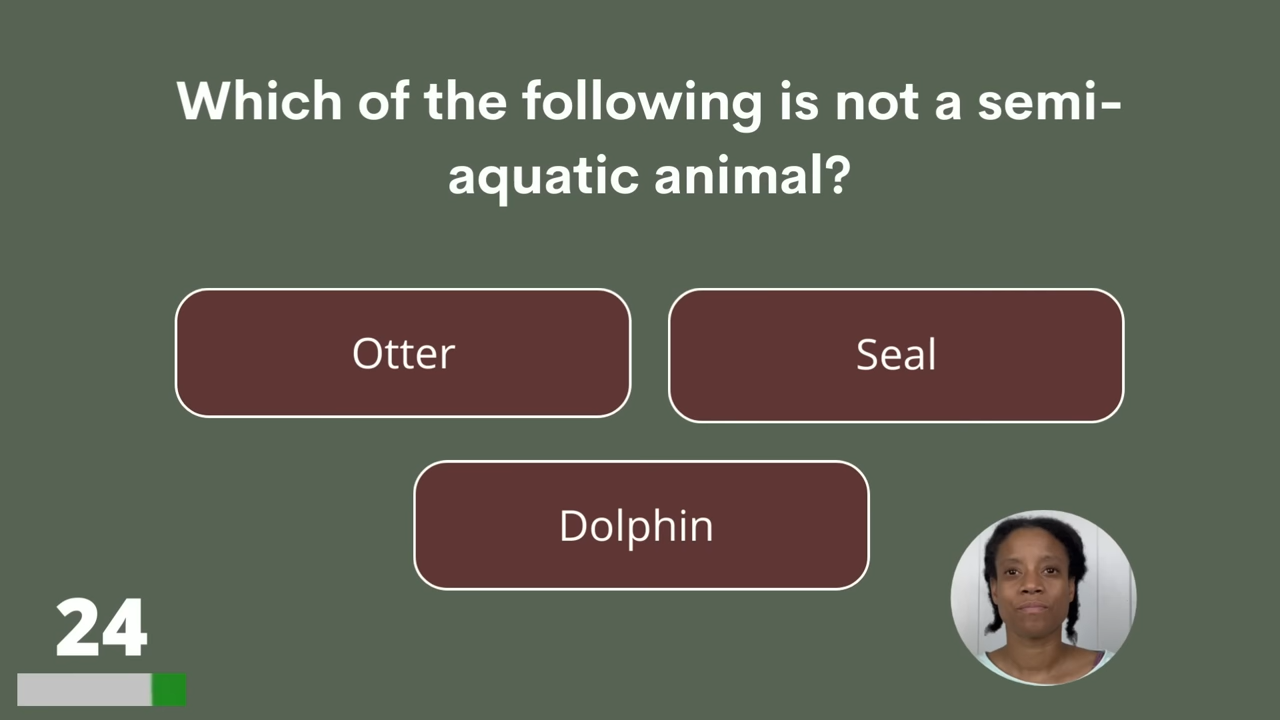 Which of the following is not a semi-
aquatic animal?
Otter
Seal
Dolphin
24